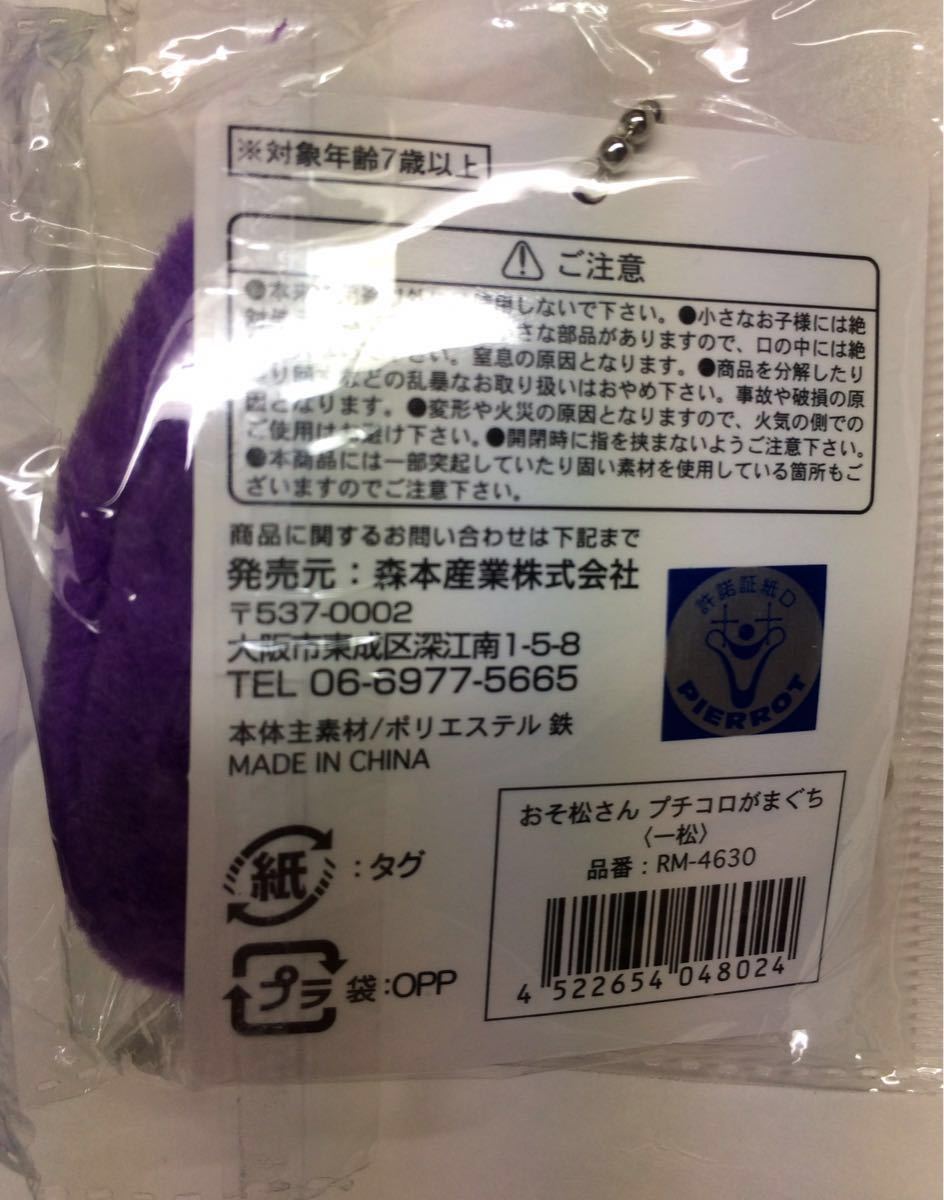 ※対象年齢7歳以上
ご注意
しないで下さい。●小さなお子様には絶
さな部品がありますので、口の中には絶
さい。窒息の原因となります。●商品を分解したり
などの乱暴なお取り扱いはおやめ下さい。事故や破損の原
因となります。●変形や火災の原因となりますので、火気の側での
ご使用はお避け下さい。●開閉時に指を挟まないようご注意下さい。
●本商品には一部突起していたり固い素材を使用している箇所もご
ざいますのでご注意下さい。
商品に関するお問い合わせは下記まで
発売元：森本産業株式会社
〒537-0002
大阪市東成区深江南1-5-8
TEL 06-6977-5665
本体主素材/ポリエステル 鉄
MADE IN CHINA
許諾証紙D
PIERROT
紙：タグ
プラ 袋:OPP
おそ松さん プチコロがまぐち
〈一松〉
品番：RM-4630
4 522654 048024